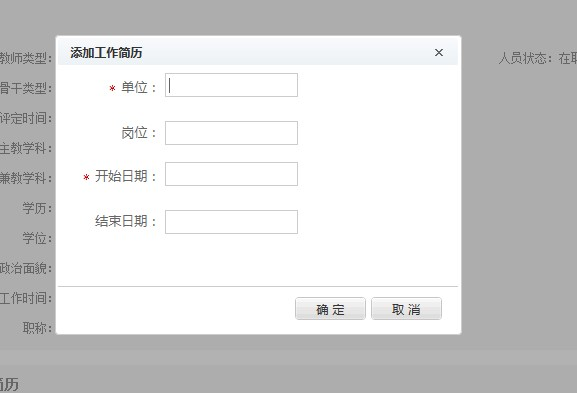 添加工作简历 ×
教师类型:
人员状态: 在职
骨干类型:
* 单位:
评定时间:
岗位:
主教学科:
* 开始日期:
兼教学科:
学历:
结束日期:
学位:
政治面貌:
工作时间:
确 定 取 消
职称:
简历